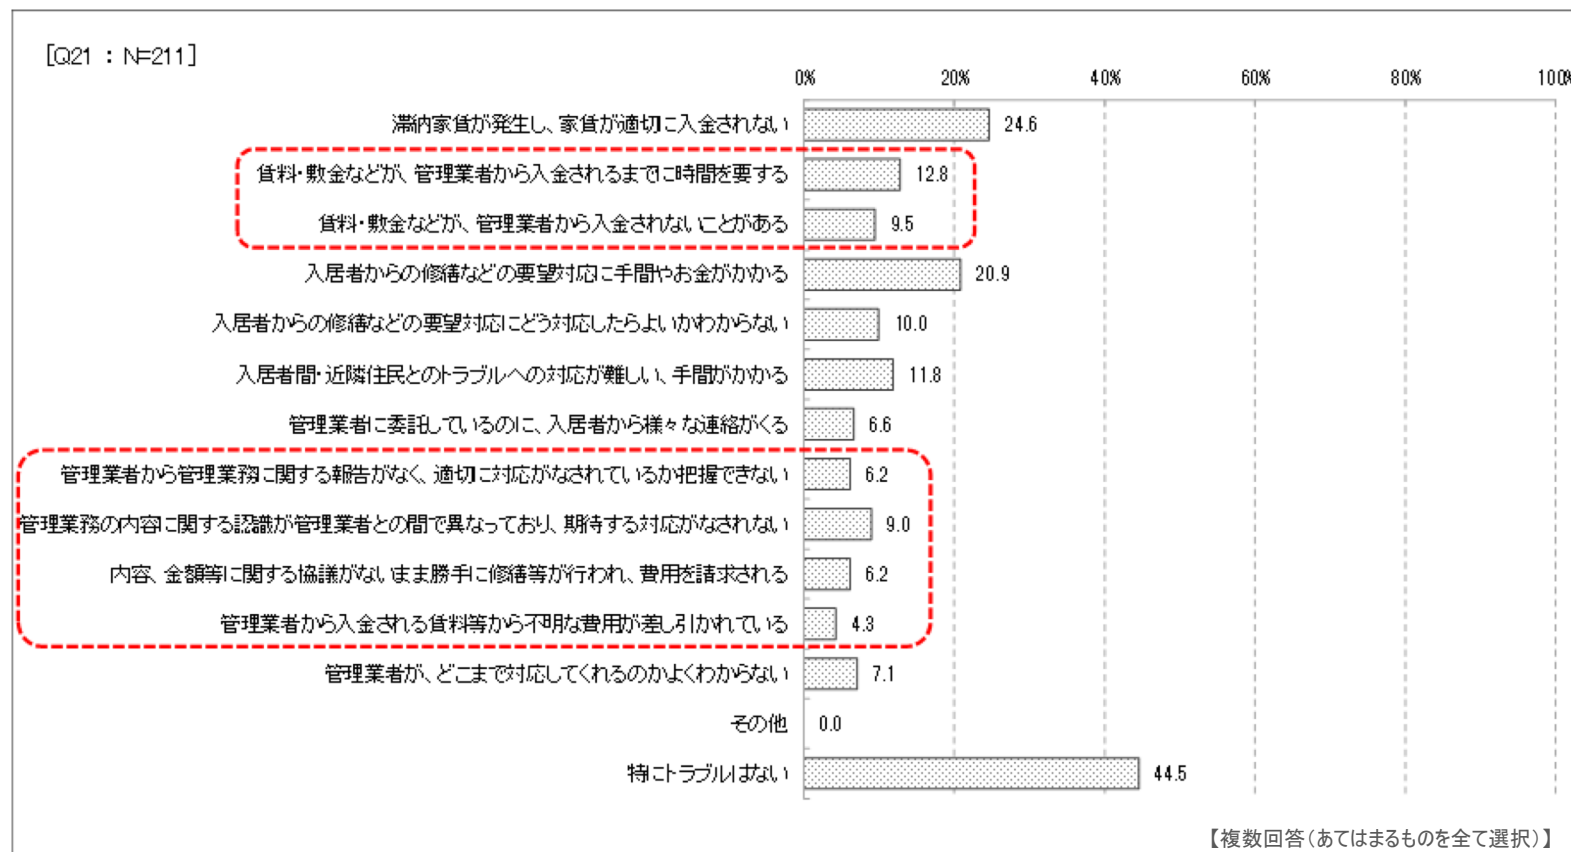 [Q21 : N=211]
0% 20% 40% 60% 80% 100%
滞納家賃が発生し、家賃が適切に入金されない 24.6
賃料・敷金などが、管理業者から入金されるまでに時間を要する 12.8
賃料・敷金などが、管理業者から入金されないことがある 9.5
入居者からの修繕などの要望対応に手間やお金がかかる 20.9
入居者からの修繕などの要望対応にどう対応したらよいかわからない 10.0
入居者間・近隣住民とのトラブルへの対応が難しい、手間がかかる 11.8
管理業者に委託しているのに、入居者から様々な連絡がくる 6.6
管理業者から管理業務に関する報告がなく、適切に対応がなされているか把握できない 6.2
管理業務の内容に関する認識が管理業者との間で異なっており、期待する対応がなされない 9.0
内容、金額等に関する協議がないまま勝手に修繕等が行われ、費用を請求される 6.2
管理業者から入金される賃料等から不明な費用が差し引かれている 4.3
管理業者が、どこまで対応してくれるのかよくわからない 7.1
その他 0.0
特にトラブルはない 44.5
【複数回答(あてはまるものを全て選択)】